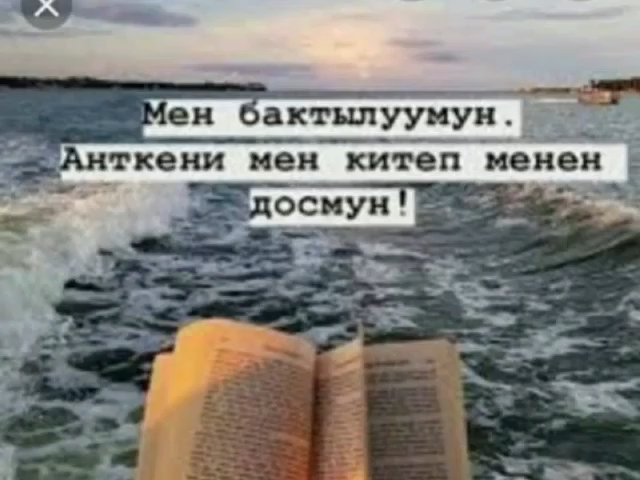 Мен бактылуумун.
Анткени мен китеп менен
досмун!